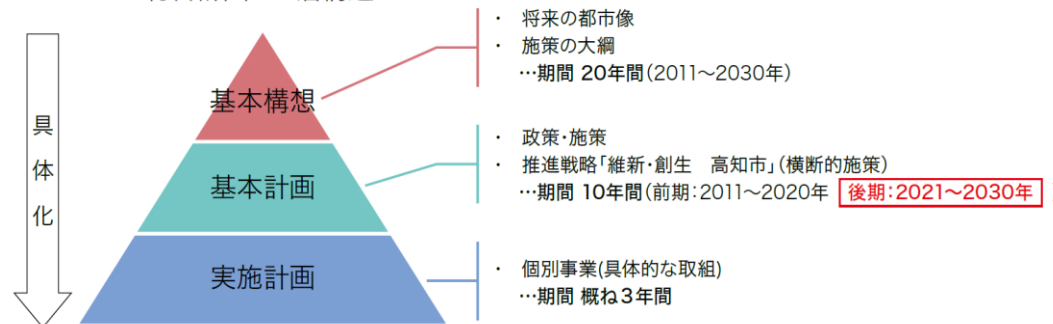 具体化
基本構想
基本計画
実施計画
・ 将来の都市像
・ 施策の大綱
…期間 20年間(2011～2030年)
・ 政策・施策
・ 推進戦略「維新・創生　高知市」(横断的施策)
…期間 10年間(前期：2011～2020年 後期：2021～2030年
・ 個別事業(具体的な取組)
…期間 概ね3年間